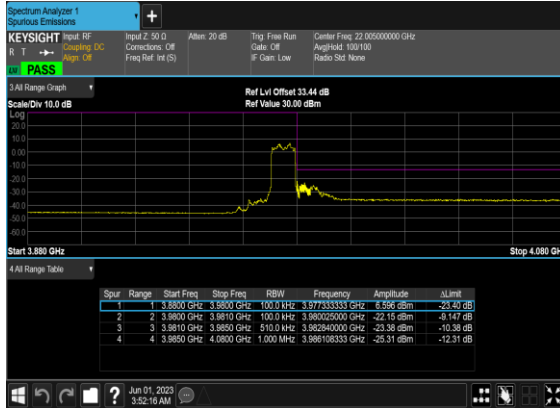 Spectrum Analyzer 1
Spurious Emissions
KEYSIGHT Input: RF Input Z: 50 Ω Atten: 20 dB Trig: Free Run Center Freq: 22.005000000 GHz
R T Coupling: DC Corrections: Off Gate: Off Avg|Hold: 100/100
Align: Off Freq Ref: Int (S) IF Gain: Low Radio Std: None
PASS
3 All Range Graph
Ref Lvl Offset 33.44 dB
Scale/Div 10.0 dB Ref Value 30.00 dBm
Log
20.0
10.0
0.00
-10.0
-20.0
-30.0
-40.0
-50.0
-60.0
Start 3.880 GHz Stop 4.080 GH
4 All Range Table
Spur Range Start Freq Stop Freq RBW Frequency Amplitude ΔLimit
1 1 3.8800 GHz 3.9800 GHz 100.0 kHz 3.977333333 GHz 6.596 dBm -23.40 dB
2 2 3.9800 GHz 3.9810 GHz 100.0 kHz 3.980025000 GHz -22.15 dBm -9.147 dB
3 3 3.9810 GHz 3.9850 GHz 510.0 kHz 3.982840000 GHz -23.38 dBm -10.38 dB
4 4 3.9850 GHz 4.0800 GHz 1.000 MHz 3.986108333 GHz -25.31 dBm -12.31 dB
Jun 01, 2023
3:52:16 AM